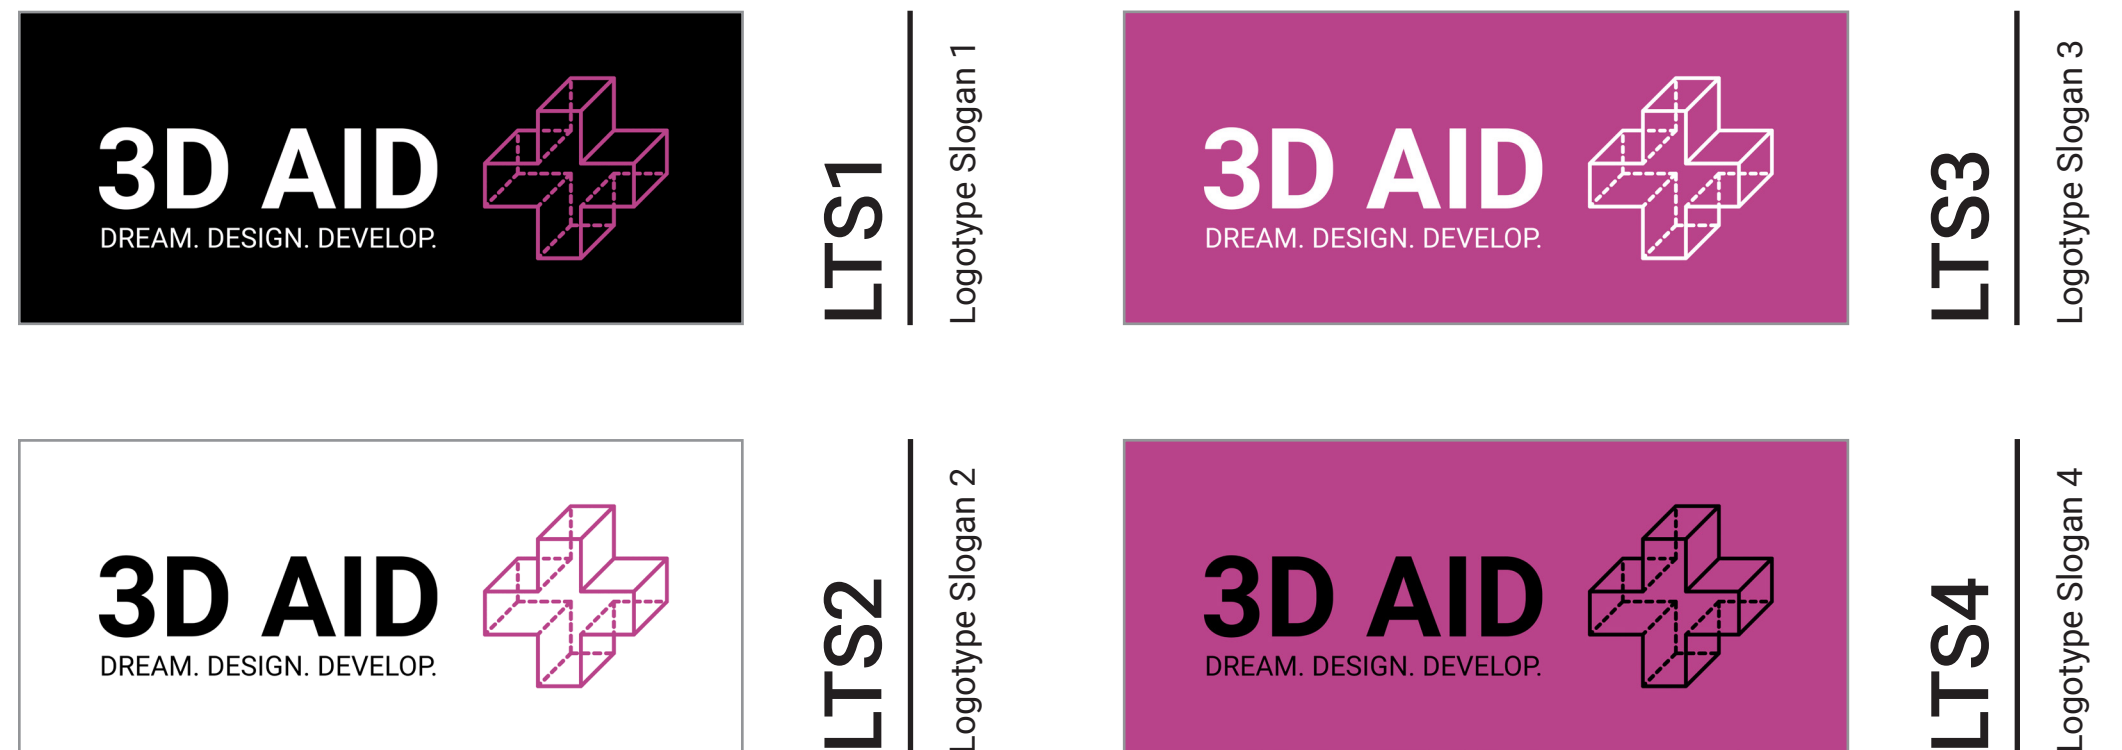 3D AID
DREAM. DESIGN. DEVELOP.
LTS1
Logotype Slogan 1
3D AID
DREAM. DESIGN. DEVELOP.
LTS3
Logotype Slogan 3
3D AID
DREAM. DESIGN. DEVELOP.
LTS2
Logotype Slogan 2
3D AID
DREAM. DESIGN. DEVELOP.
LTS4
Logotype Slogan 4